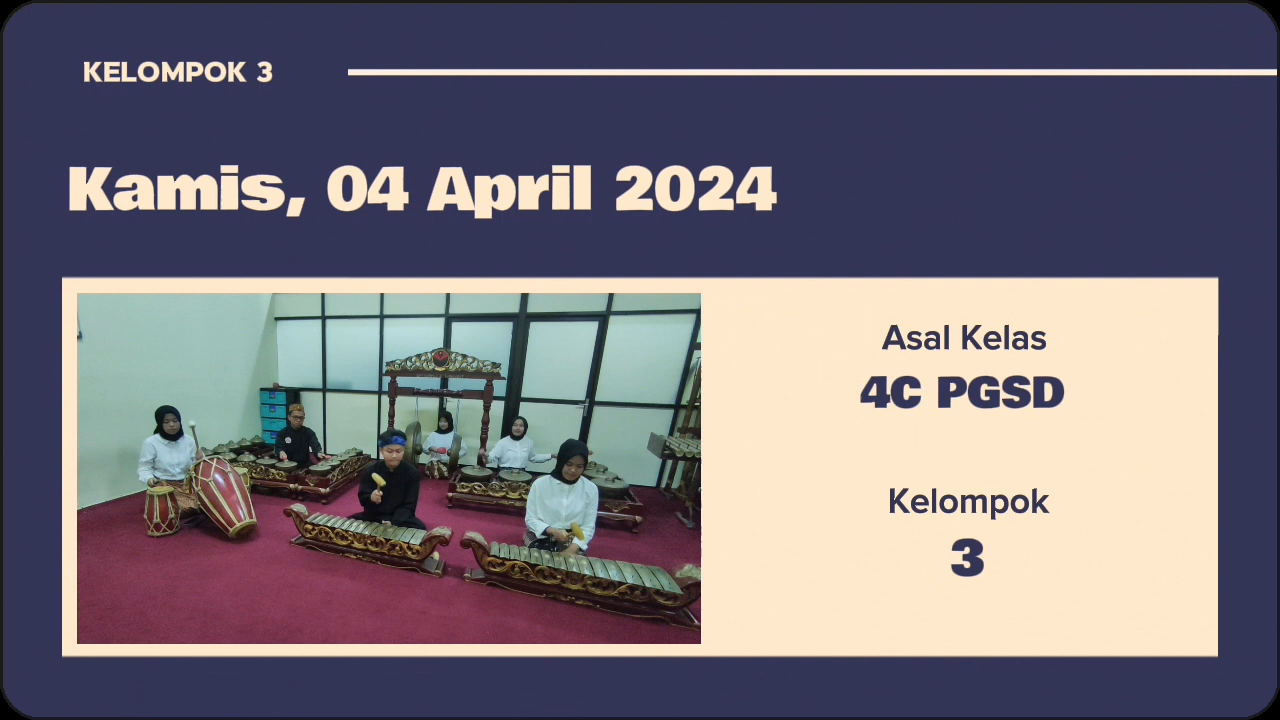 KELOMPOK 3
Kamis, 04 April 2024
Asal Kelas
4C PGSD
Kelompok
3